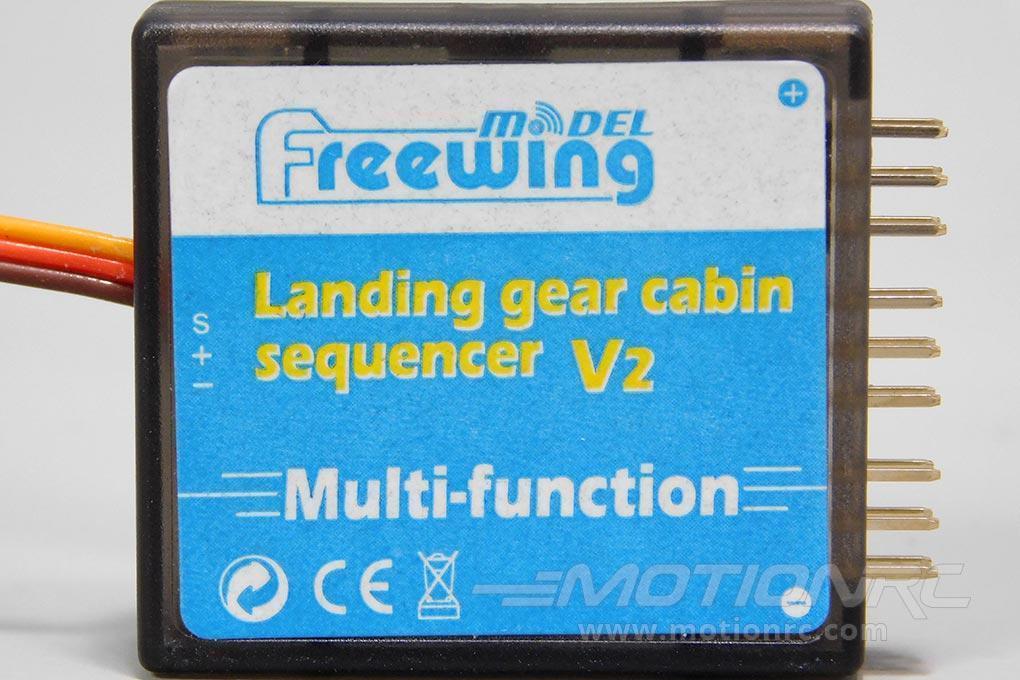 MODEL
Freewing
Landing gear cabin
sequencer V2
S
+
−
Multi-function
CE
MOTIONRC
www.motionrc.com